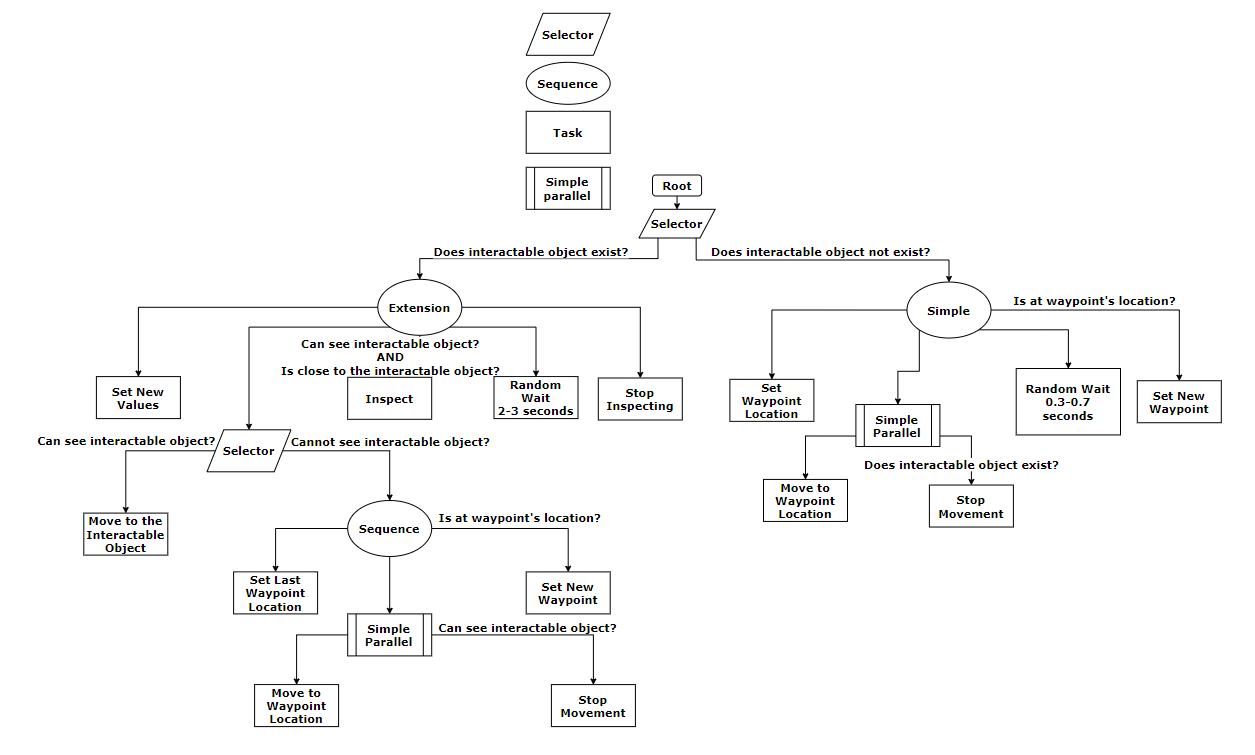 Selector
Sequence
Task
Simple
parallel
Root
Selector
Does interactable object exist?
Does interactable object not exist?
Extension
Simple
Is at waypoint's location?
Can see interactable object?
AND
Is close to the interactable object?
Set New
Values
Inspect
Random
Wait
2-3 seconds
Stop
Inspecting
Set
Waypoint
Location
Simple
Parallel
Random Wait
0.3-0.7
seconds
Set New
Waypoint
Can see interactable object?
Selector
Cannot see interactable object?
Does interactable object exist?
Move to
Waypoint
Location
Stop
Movement
Move to the
Interactable
Object
Sequence
Is at waypoint's location?
Set Last
Waypoint
Location
Set New
Waypoint
Simple
Parallel
Can see interactable object?
Move to
Waypoint
Location
Stop
Movement